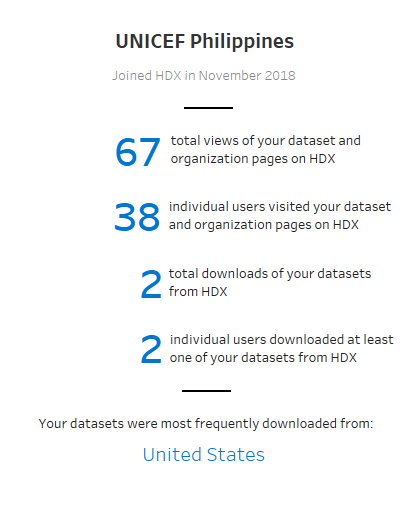 UNICEF Philippines
Joined HDX in November 2018
67 total views of your dataset and
organization pages on HDX
38 individual users visited your dataset
and organization pages on HDX
2 total downloads of your datasets
from HDX
2 individual users downloaded at least
one of your datasets from HDX
Your datasets were most frequently downloaded from:
United States